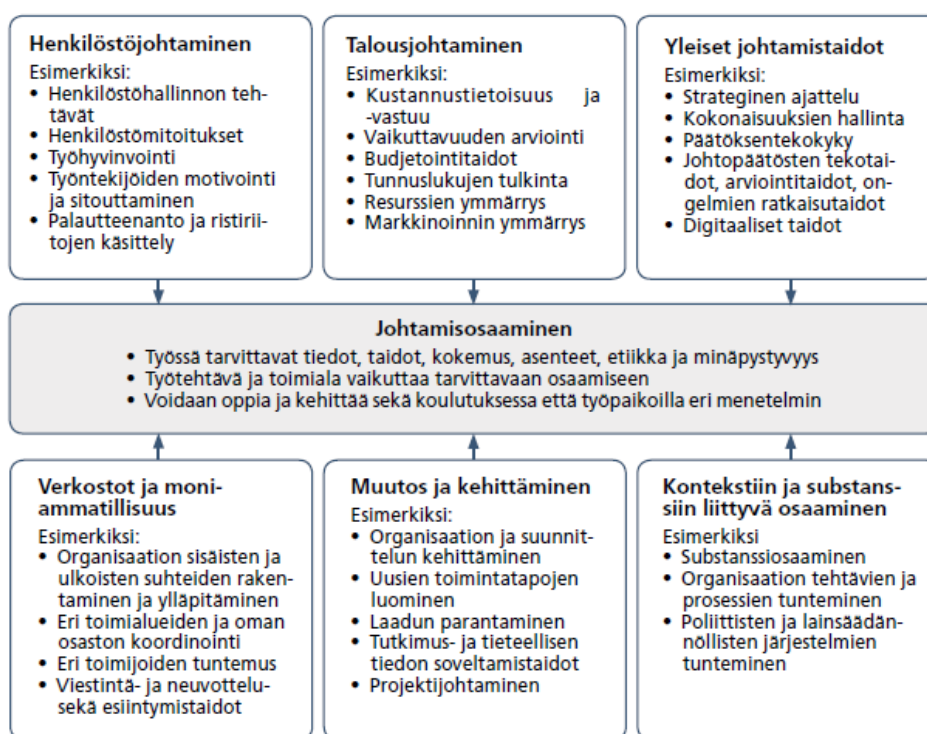 Henkilöstöjohtaminen
Esimerkiksi:
• Henkilöstöhallinnon teh-
tävät
• Henkilöstömitoitukset
• Työhyvinvointi
• Työntekijöiden motivointi
ja sitouttaminen
• Palautteenanto ja ristirii-
tojen käsittely
Talousjohtaminen
Esimerkiksi:
• Kustannustietoisuus ja
-vastuu
• Vaikuttavuuden arviointi
• Budjetointitaidot
• Tunnuslukujen tulkinta
• Resurssien ymmärrys
• Markkinoinnin ymmärrys
Yleiset johtamistaidot
Esimerkiksi:
• Strateginen ajattelu
• Kokonaisuuksien hallinta
• Päätöksentekokyky
• Johtopäätösten tekotai-
dot, arviointitaidot, on-
gelmien ratkaisutaidot
• Digitaaliset taidot
Johtamisosaaminen
• Työssä tarvittavat tiedot, taidot, kokemus, asenteet, etiikka ja minäpystyvyys
• Työtehtävä ja toimiala vaikuttaa tarvittavaan osaamiseen
• Voidaan oppia ja kehittää sekä koulutuksessa että työpaikoilla eri menetelmin
Verkostot ja moni-
ammatillisuus
Esimerkiksi:
• Organisaation sisäisten ja
ulkoisten suhteiden raken-
taminen ja ylläpitäminen
• Eri toimialueiden ja oman
osaston koordinointi
• Eri toimijoiden tuntemus
• Viestintä- ja neuvottelu-
sekä esiintymistaidot
Muutos ja kehittäminen
Esimerkiksi:
• Organisaation ja suunnit-
telun kehittäminen
• Uusien toimintatapojen
luominen
• Laadun parantaminen
• Tutkimus- ja tieteellisen
tiedon soveltamistaidot
• Projektijohtaminen
Kontekstiin ja substans-
siin liittyvä osaaminen
Esimerkiksi
• Substanssiosaaminen
• Organisaation tehtävien ja
prosessien tunteminen
• Poliittisten ja lainsäädän-
nöllisten järjestelmien
tunteminen